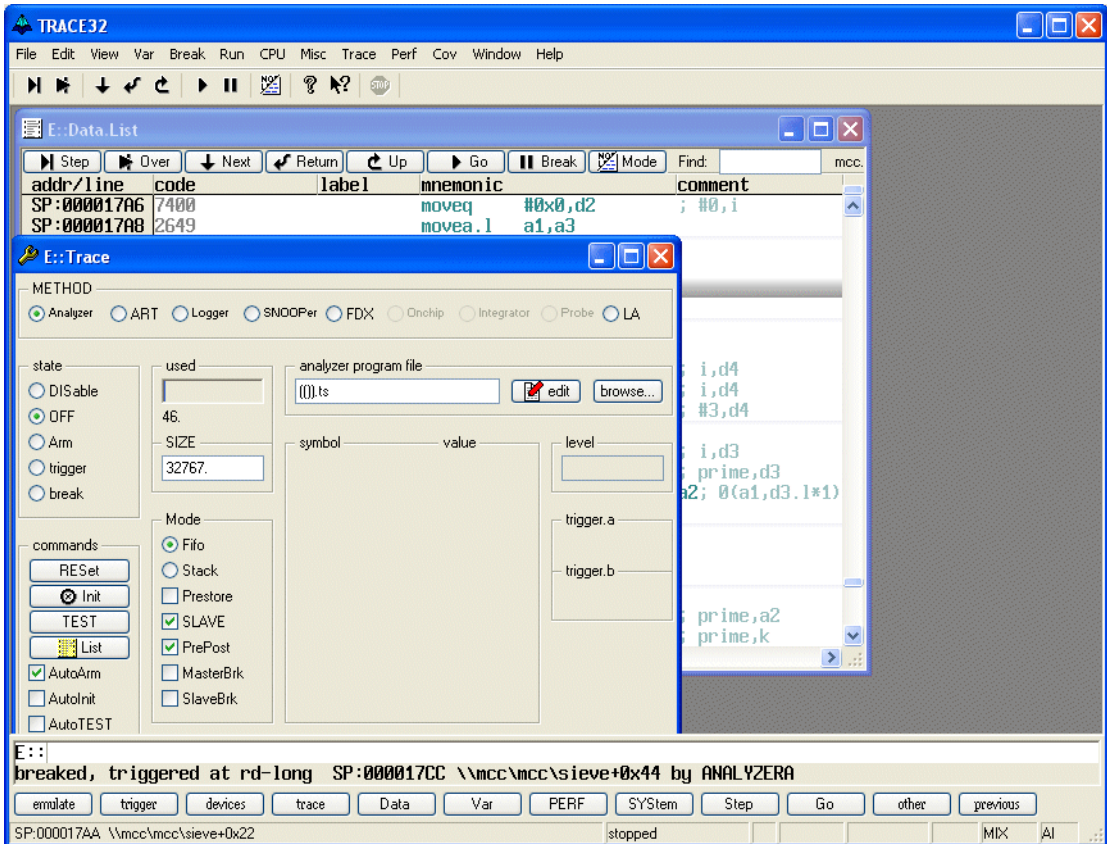 TRACE32
File Edit View Var Break Run CPU Misc Trace Perf Cov Window Help
STOP
E::Data.List
Step Over Next Return Up Go Break Mode Find: mcc.
addr/line code label mnemonic comment
SP:000017A6 7400 moveq #0x0,d2 ; #0,i
SP:000017A8 2649 movea.l a1,a3
E::Trace
METHOD
Analyzer ART Logger SNOOPer FDX Onchip Integrator Probe LA
state used analyzer program file
; i,d4
DISable (()).ts edit browse...
; i,d4
OFF 46.
; #3,d4
Arm SIZE symbol value level
; i,d3
trigger 32767.
; prime,d3
break
a2; 0(a1,d3.l*1)
Mode trigger.a
commands Fifo
RESet Stack trigger.b
Init Prestore
TEST SLAVE
; prime,a2
List PrePost
; prime,k
AutoArm MasterBrk
AutoInit SlaveBrk
AutoTEST
E::
breaked, triggered at rd-long SP:000017CC \\mcc\mcc\sieve+0x44 by ANALYZERA
emulate trigger devices trace Data Var PERF SYStem Step Go other previous
SP:000017AA \\mcc\mcc\sieve+0x22 stopped MIX AI